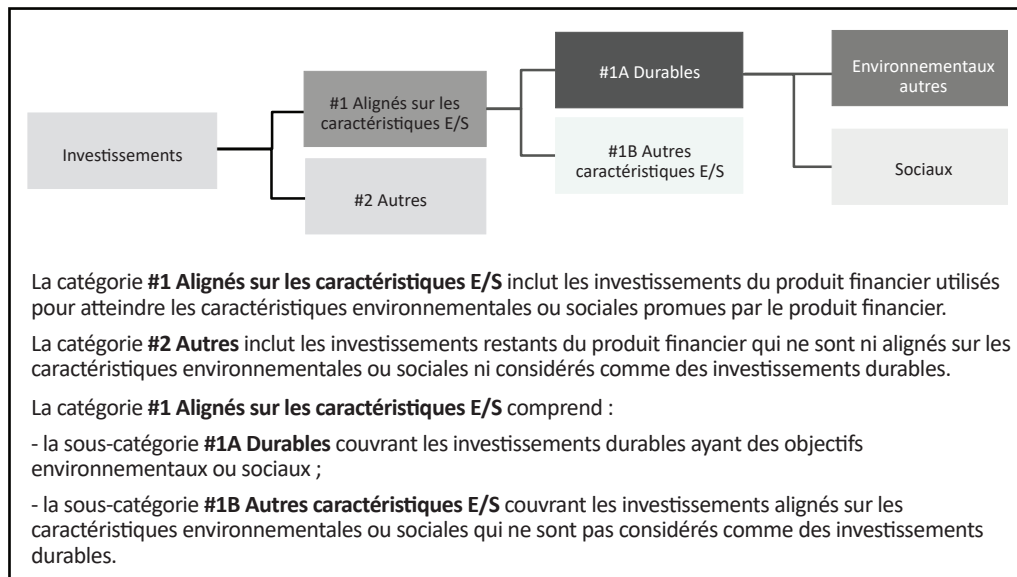 Investissements
#1 Alignés sur les
caractéristiques E/S
#2 Autres
#1A Durables
#1B Autres
caractéristiques E/S
Environnementaux
autres
Sociaux
La catégorie #1 Alignés sur les caractéristiques E/S inclut les investissements du produit financier utilisés
pour atteindre les caractéristiques environnementales ou sociales promues par le produit financier.
La catégorie #2 Autres inclut les investissements restants du produit financier qui ne sont ni alignés sur les
caractéristiques environnementales ou sociales ni considérés comme des investissements durables.
La catégorie #1 Alignés sur les caractéristiques E/S comprend :
- la sous-catégorie #1A Durables couvrant les investissements durables ayant des objectifs
environnementaux ou sociaux ;
- la sous-catégorie #1B Autres caractéristiques E/S couvrant les investissements alignés sur les
caractéristiques environnementales ou sociales qui ne sont pas considérés comme des investissements
durables.